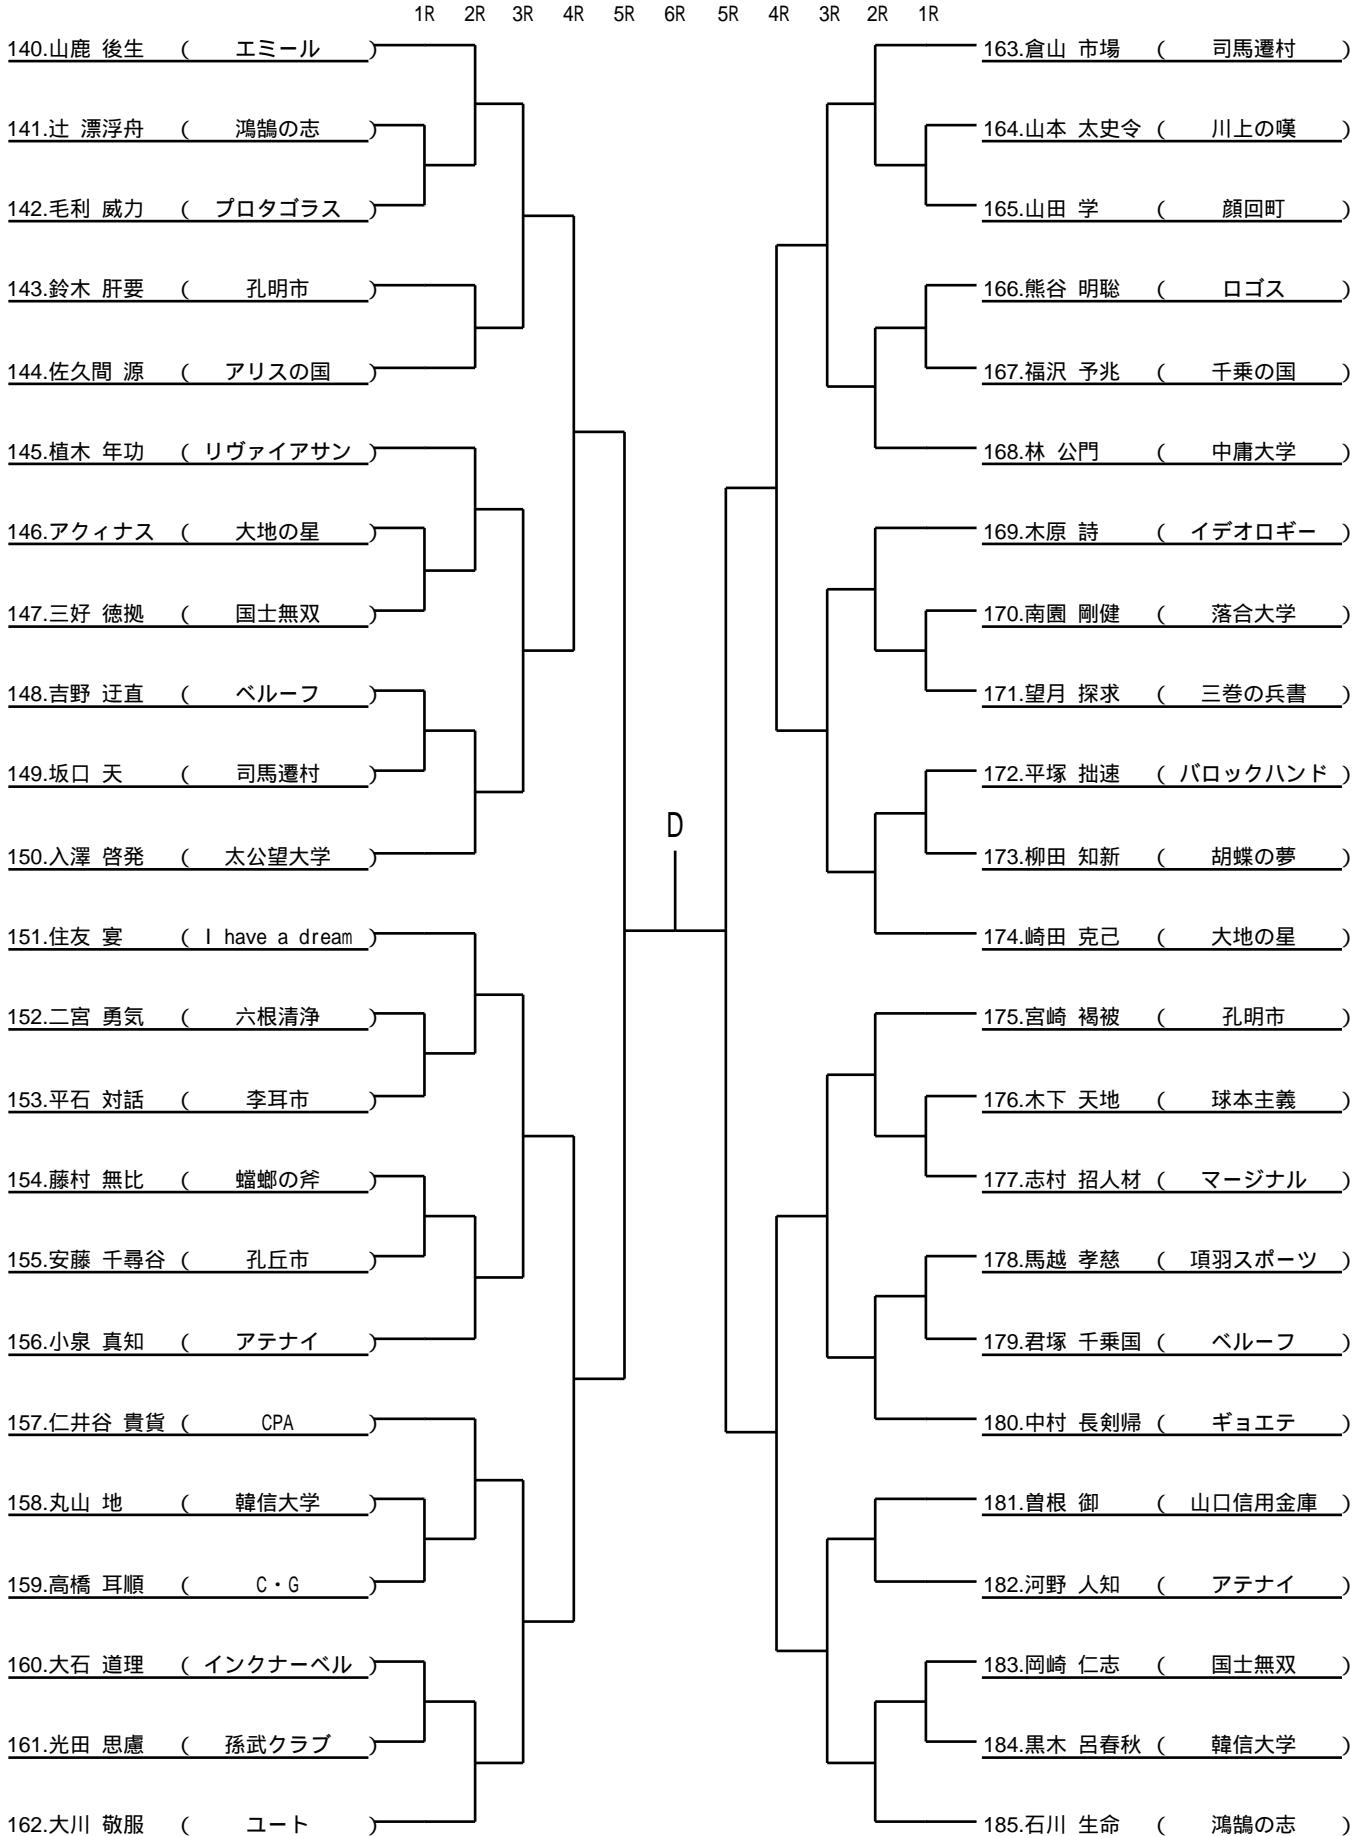 1R 2R 3R 4R 5R 6R 5R 4R 3R 2R 1R
140.山鹿 後生 ( エミール )
141.辻 漂浮舟 ( 鴻鵠の志 )
142.毛利 威力 ( プロタゴラス )
143.鈴木 肝要 ( 孔明市 )
144.佐久間 源 ( アリスの国 )
145.植木 年功 ( リヴァイアサン )
146.アクィナス ( 大地の星 )
147.三好 徳拠 ( 国士無双 )
148.吉野 迂直 ( ベルーフ )
149.坂口 天 ( 司馬遷村 )
150.入澤 啓発 ( 太公望大学 )
151.住友 宴 ( I have a dream )
152.二宮 勇気 ( 六根清浄 )
153.平石 対話 ( 李耳市 )
154.藤村 無比 ( 蟷螂の斧 )
155.安藤 千尋谷 ( 孔丘市 )
156.小泉 真知 ( アテナイ )
157.仁井谷 貴貨 ( CPA )
158.丸山 地 ( 韓信大学 )
159.高橋 耳順 ( C・G )
160.大石 道理 ( インクナーベル )
161.光田 思慮 ( 孫武クラブ )
162.大川 敬服 ( ユート )
D
163.倉山 市場 ( 司馬遷村 )
164.山本 太史令 ( 川上の嘆 )
165.山田 学 ( 顔回町 )
166.熊谷 明聡 ( ロゴス )
167.福沢 予兆 ( 千乗の国 )
168.林 公門 ( 中庸大学 )
169.木原 詩 ( イデオロギー )
170.南園 剛健 ( 落合大学 )
171.望月 探求 ( 三巻の兵書 )
172.平塚 拙速 ( バロックハンド )
173.柳田 知新 ( 胡蝶の夢 )
174.崎田 克己 ( 大地の星 )
175.宮崎 褐被 ( 孔明市 )
176.木下 天地 ( 球本主義 )
177.志村 招人材 ( マージナル )
178.馬越 孝慈 ( 項羽スポーツ )
179.君塚 千乗国 ( ベルーフ )
180.中村 長剣帰 ( ギョエテ )
181.曽根 御 ( 山口信用金庫 )
182.河野 人知 ( アテナイ )
183.岡崎 仁志 ( 国士無双 )
184.黒木 呂春秋 ( 韓信大学 )
185.石川 生命 ( 鴻鵠の志 )